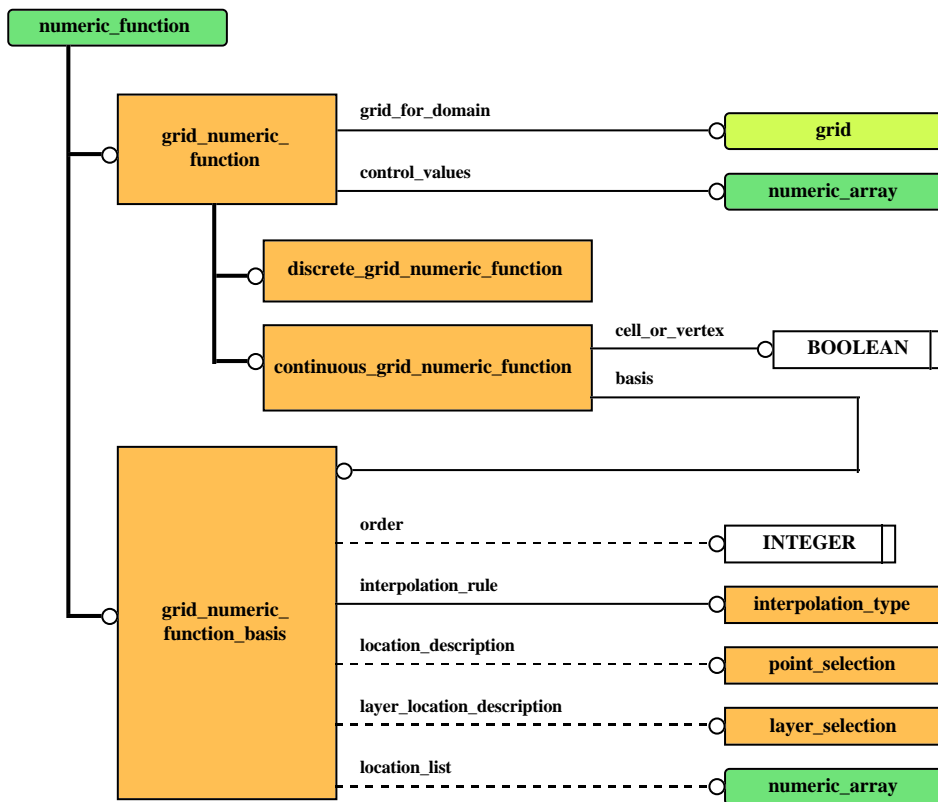 numeric_function
grid_numeric_
function
grid_for_domain
grid
control_values
numeric_array
discrete_grid_numeric_function
continuous_grid_numeric_function
cell_or_vertex
BOOLEAN
basis
grid_numeric_
function_basis
order
INTEGER
interpolation_rule
interpolation_type
location_description
point_selection
layer_location_description
layer_selection
location_list
numeric_array